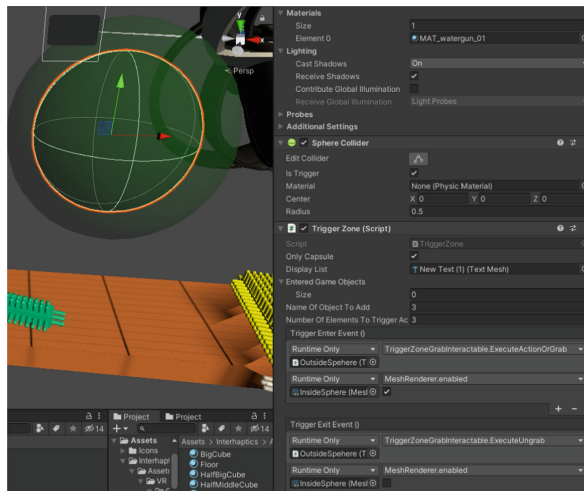 y
x
< Persp
Materials
Size 1
Element 0 MAT_watergun_01
Lighting
Cast Shadows On
Receive Shadows
Contribute Global Illumination
Receive Global Illumination Light Probes
Probes
Additional Settings
Sphere Collider
Edit Collider
Is Trigger
Material None (Physic Material)
Center X 0 Y 0 Z 0
Radius 0.5
# Trigger Zone (Script)
Script TriggerZone
Only Capsule
Display List New Text (1) (Text Mesh)
Entered Game Objects
Size 0
Name Of Object To Add 3
Number Of Elements To Trigger Ac 3
Trigger Enter Event ()
Runtime Only TriggerZoneGrabInteractable.ExecuteActionOrGrab
OutsideSpehere (T
Runtime Only MeshRenderer.enabled
InsideSphere (Mesl
+ −
Trigger Exit Event ()
Runtime Only TriggerZoneGrabInteractable.ExecuteUngrab
OutsideSpehere (T
Runtime Only MeshRenderer.enabled
InsideSphere (Mesl
Project Project
14 14
Assets Assets > Interhaptics >
Icons BigCube
Interhapt Floor
Assets HalfBigCube
VR HalfMiddleCube